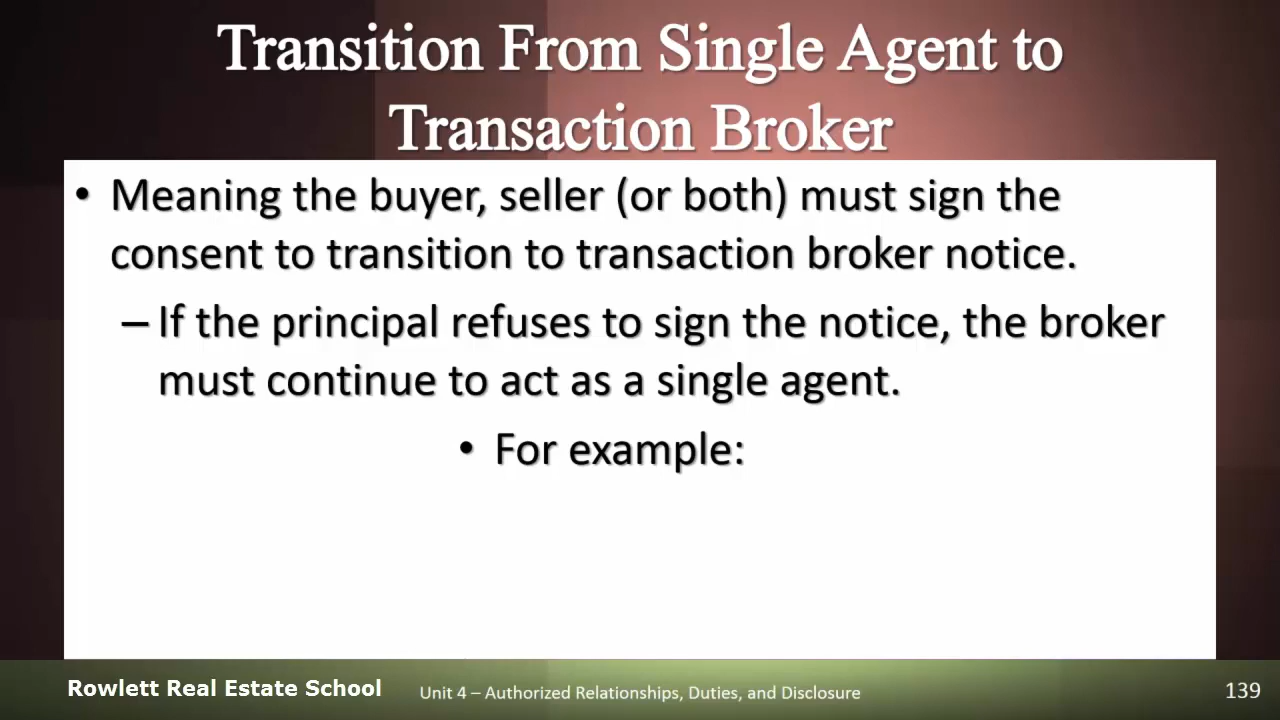 Transition From Single Agent to
Transaction Broker
• Meaning the buyer, seller (or both) must sign the
consent to transition to transaction broker notice.
– If the principal refuses to sign the notice, the broker
must continue to act as a single agent.
• For example:
Rowlett Real Estate School
Unit 4 – Authorized Relationships, Duties, and Disclosure
139